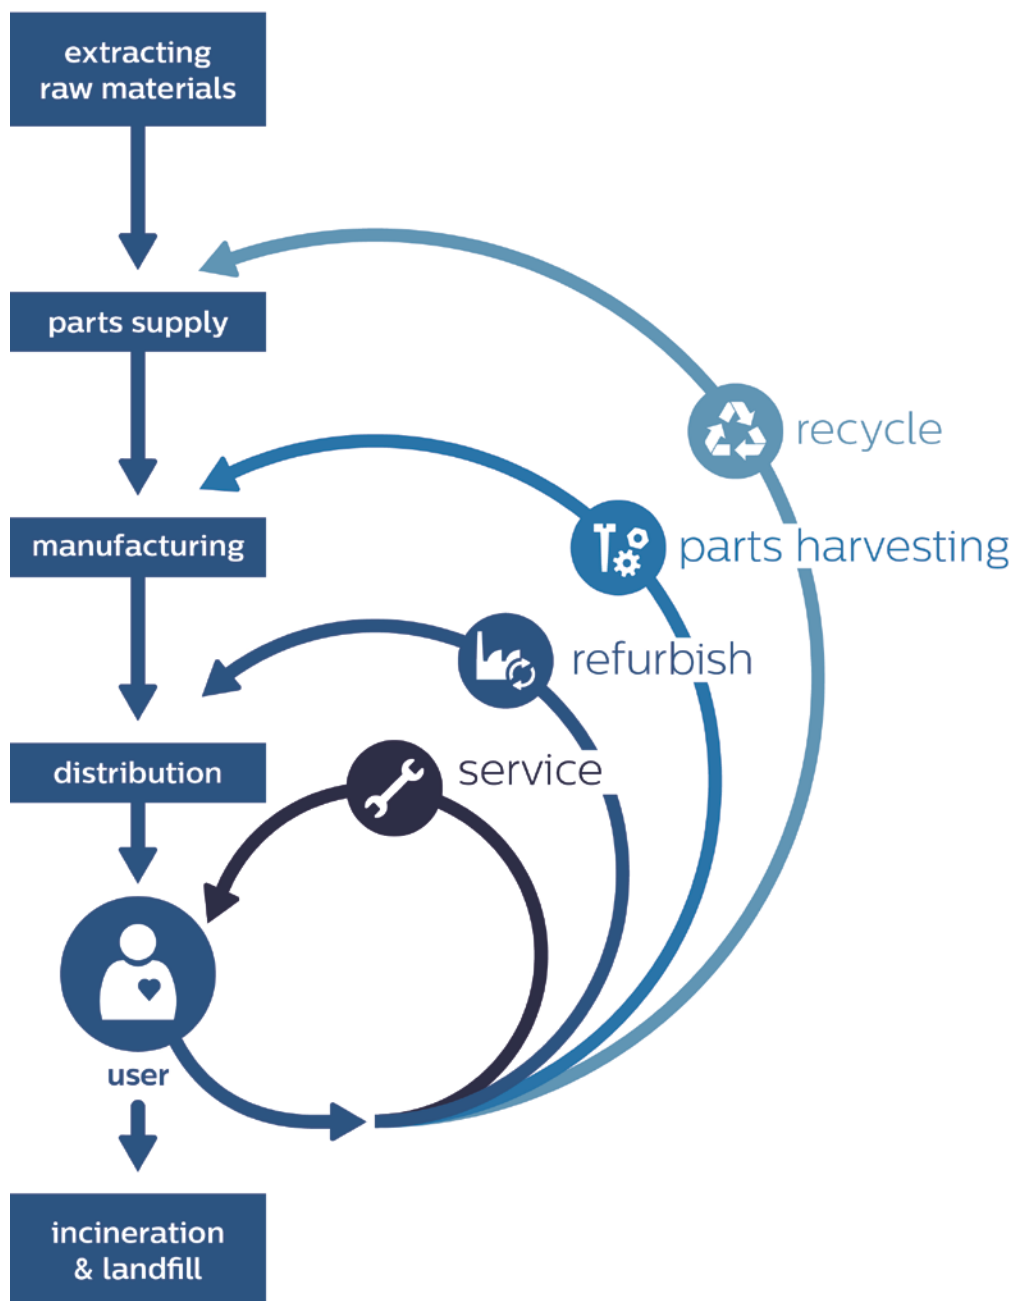 extracting
raw materials
parts supply
recycle
manufacturing
parts harvesting
refurbish
distribution
service
user
incineration
& landfill